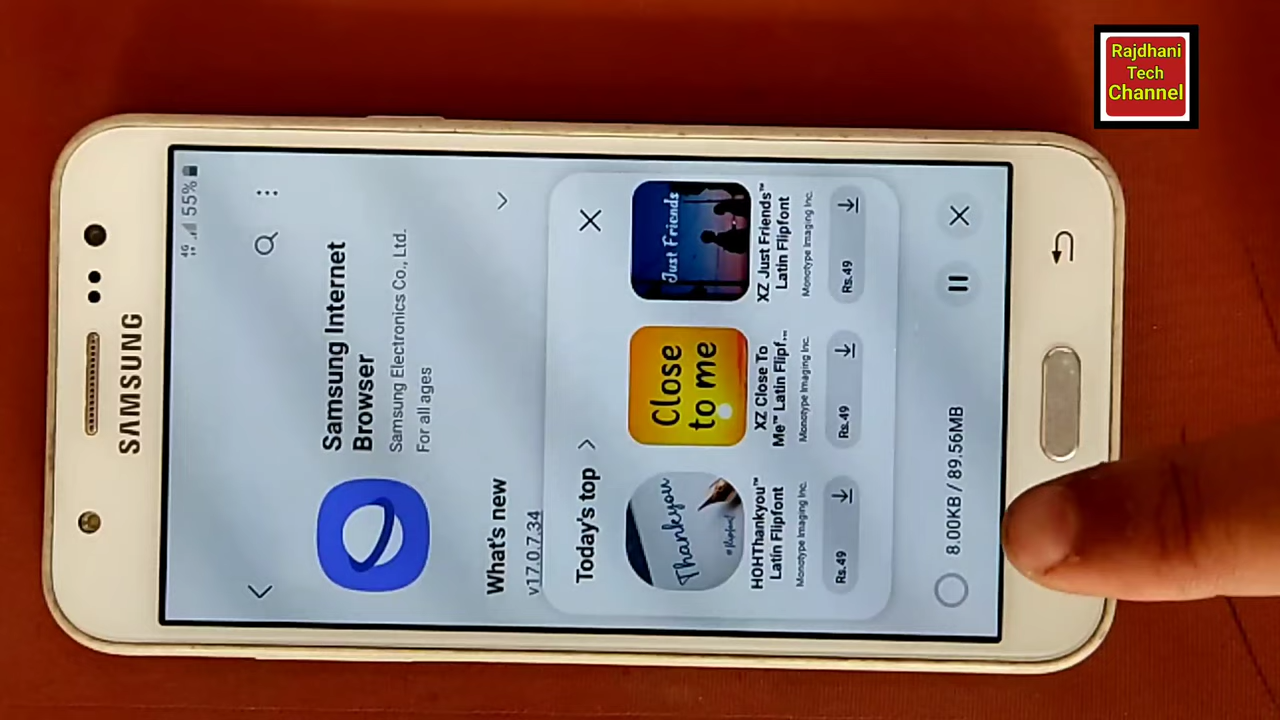 Rajdhani
Tech
Channel
SAMSUNG
4G
55%
Samsung Internet
Browser
Samsung Electronics Co., Ltd.
For all ages
What's new
v17.0.7.34
Today's top
Thankyou
#flipfont
HOHThankyou™
Latin Flipfont
Monotype Imaging Inc.
Rs.49
Close
to me
XZ Close To
Me™ Latin Flipf...
Monotype Imaging Inc.
Rs.49
Just Friends
XZ Just Friends™
Latin Flipfont
Monotype Imaging Inc.
Rs.49
8.00KB / 89.56MB